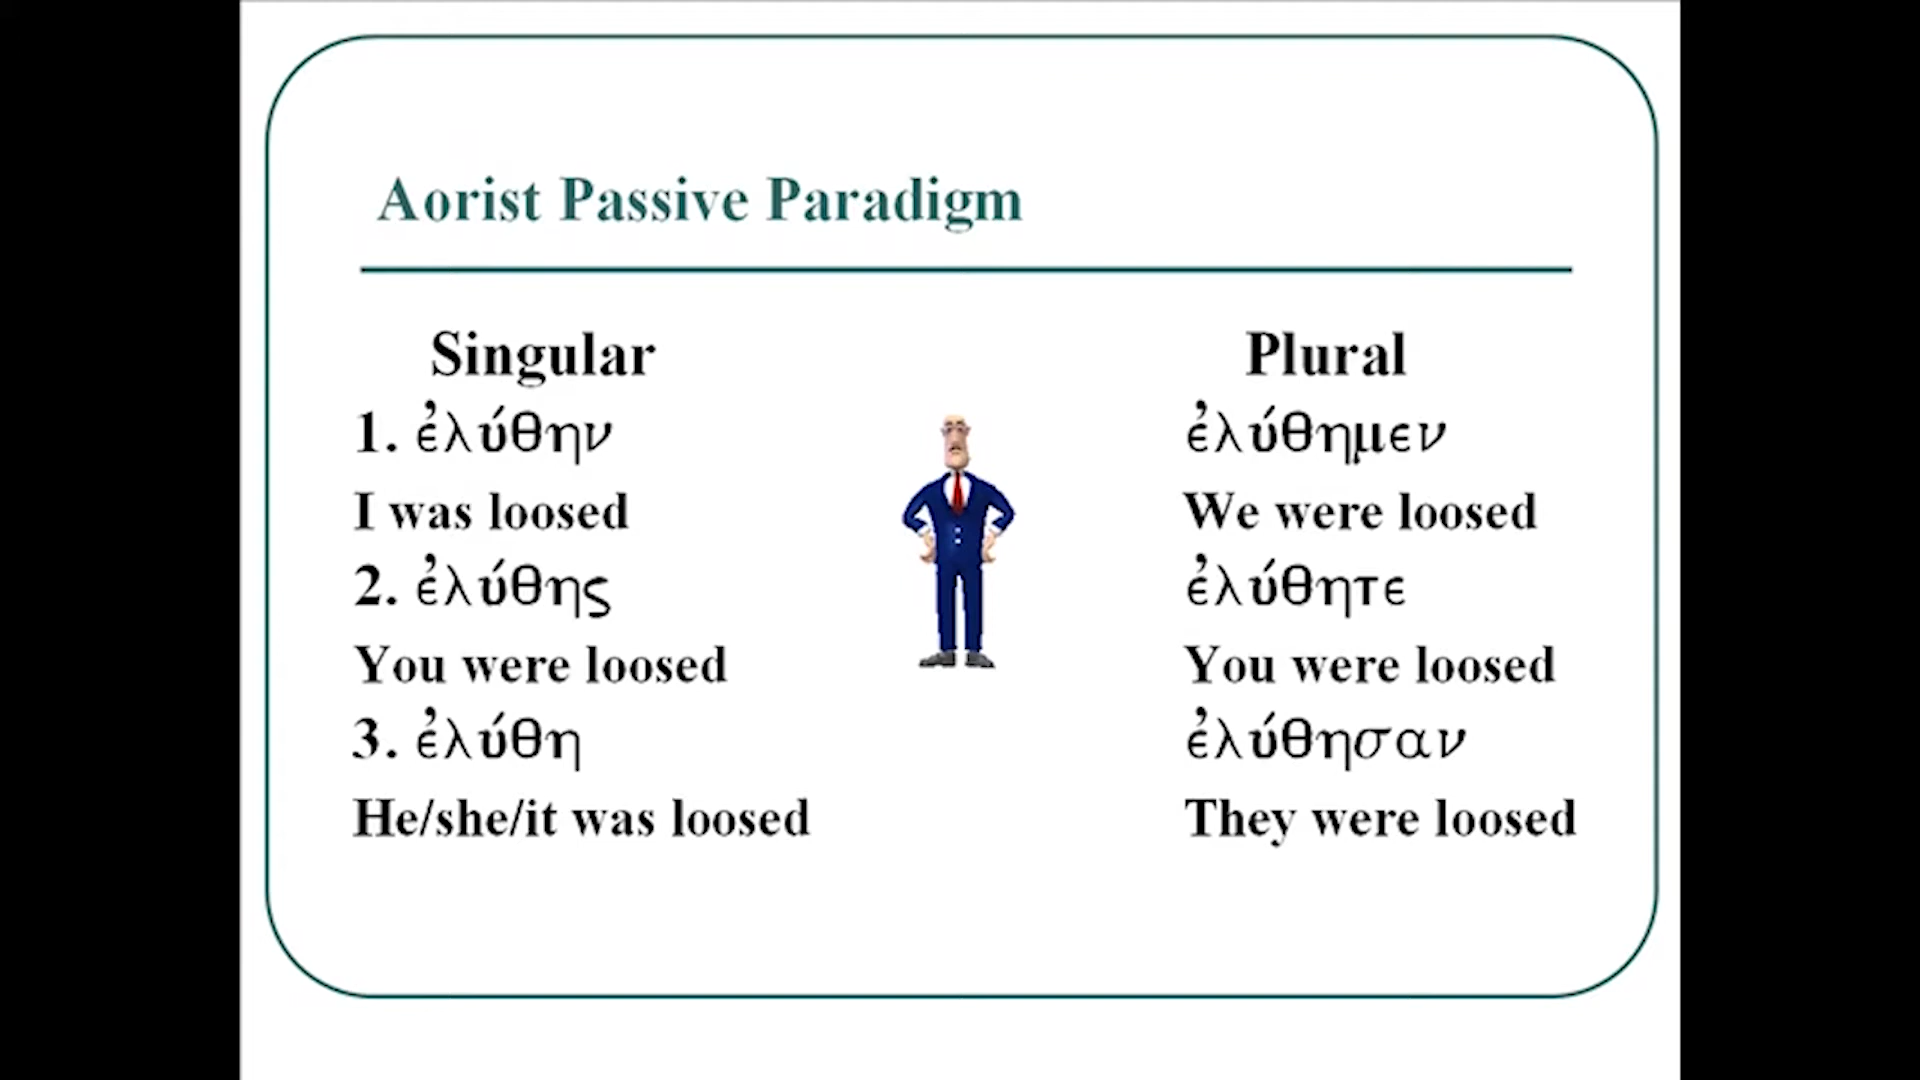 Aorist Passive Paradigm
Singular Plural
1. ἐλύθην ἐλύθημεν
I was loosed We were loosed
2. ἐλύθης ἐλύθητε
You were loosed You were loosed
3. ἐλύθη ἐλύθησαν
He/she/it was loosed They were loosed